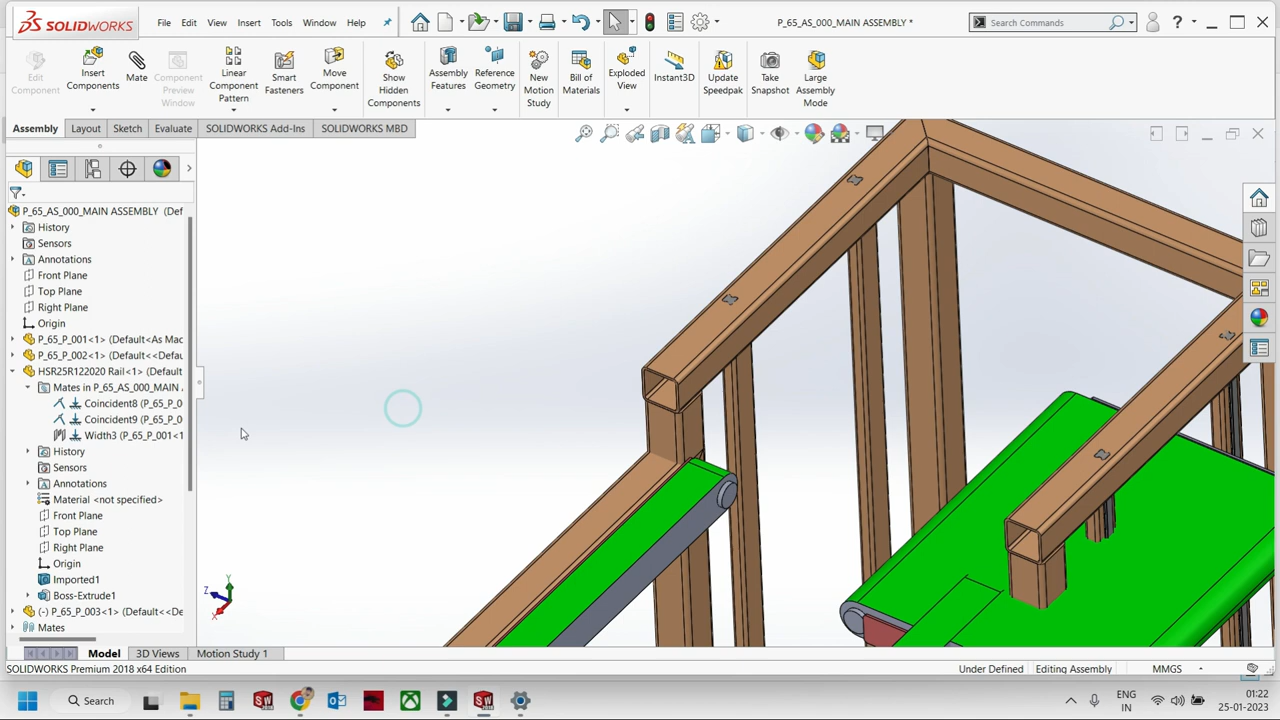 SOLIDWORKS
File Edit View Insert Tools Window Help
P_65_AS_000_MAIN ASSEMBLY *
Search Commands
?
Edit Component
Insert Components
Mate
Component Preview Window
Linear Component Pattern
Smart Fasteners
Move Component
Show Hidden Components
Assembly Features
Reference Geometry
New Motion Study
Bill of Materials
Exploded View
Instant3D
Update Speedpak
Take Snapshot
Large Assembly Mode
Assembly Layout Sketch Evaluate SOLIDWORKS Add-Ins SOLIDWORKS MBD
P_65_AS_000_MAIN ASSEMBLY (Def
History
Sensors
Annotations
Front Plane
Top Plane
Right Plane
Origin
P_65_P_001<1> (Default<As Mac
P_65_P_002<1> (Default<<Defau
HSR25R122020 Rail<1> (Default
Mates in P_65_AS_000_MAIN
Coincident8 (P_65_P_0
Coincident9 (P_65_P_0
Width3 (P_65_P_001<1
History
Sensors
Annotations
Material <not specified>
Front Plane
Top Plane
Right Plane
Origin
Imported1
Boss-Extrude1
(-) P_65_P_003<1> (Default<<De
Mates
Y
Z
X
Model 3D Views Motion Study 1
SOLIDWORKS Premium 2018 x64 Edition
Under Defined Editing Assembly MMGS
Search
ENG
IN
01:22
25-01-2023